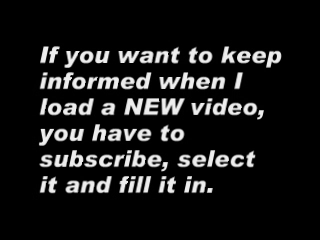 If you want to keep
informed when I
load a NEW video,
you have to
subscribe, select
it and fill it in.